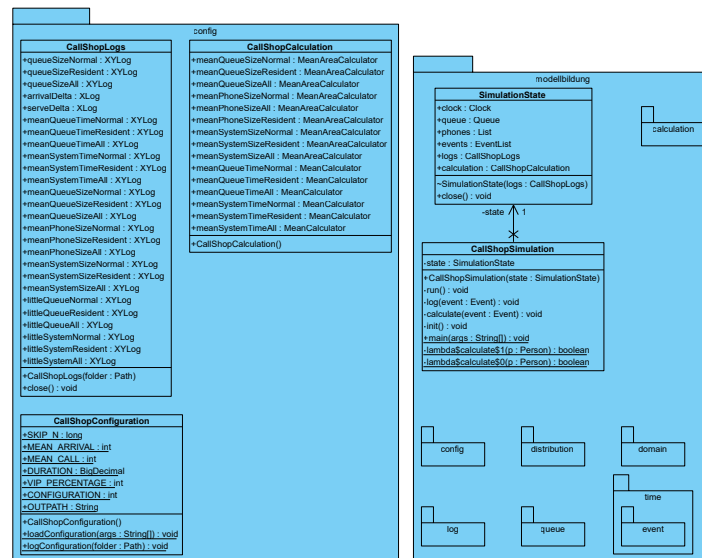 config
CallShopLogs
+queueSizeNormal : XYLog
+queueSizeResident : XYLog
+queueSizeAll : XYLog
+arrivalDelta : XLog
+serveDelta : XLog
+meanQueueTimeNormal : XYLog
+meanQueueTimeResident : XYLog
+meanQueueTimeAll : XYLog
+meanSystemTimeNormal : XYLog
+meanSystemTimeResident : XYLog
+meanSystemTimeAll : XYLog
+meanQueueSizeNormal : XYLog
+meanQueueSizeResident : XYLog
+meanQueueSizeAll : XYLog
+meanPhoneSizeNormal : XYLog
+meanPhoneSizeResident : XYLog
+meanPhoneSizeAll : XYLog
+meanSystemSizeNormal : XYLog
+meanSystemSizeResident : XYLog
+meanSystemSizeAll : XYLog
+littleQueueNormal : XYLog
+littleQueueResident : XYLog
+littleQueueAll : XYLog
+littleSystemNormal : XYLog
+littleSystemResident : XYLog
+littleSystemAll : XYLog
+CallShopLogs(folder : Path)
+close() : void
CallShopCalculation
+meanQueueSizeNormal : MeanAreaCalculator
+meanQueueSizeResident : MeanAreaCalculator
+meanQueueSizeAll : MeanAreaCalculator
+meanPhoneSizeNormal : MeanAreaCalculator
+meanPhoneSizeAll : MeanAreaCalculator
+meanPhoneSizeResident : MeanAreaCalculator
+meanSystemSizeNormal : MeanAreaCalculator
+meanSystemSizeResident : MeanAreaCalculator
+meanSystemSizeAll : MeanAreaCalculator
+meanQueueTimeNormal : MeanCalculator
+meanQueueTimeResident : MeanCalculator
+meanQueueTimeAll : MeanCalculator
+meanSystemTimeNormal : MeanCalculator
+meanSystemTimeResident : MeanCalculator
+meanSystemTimeAll : MeanCalculator
+CallShopCalculation()
CallShopConfiguration
+SKIP_N : long
+MEAN_ARRIVAL : int
+MEAN_CALL : int
+DURATION : BigDecimal
+VIP_PERCENTAGE : int
+CONFIGURATION : int
+OUTPATH : String
+CallShopConfiguration()
+loadConfiguration(args : String[]) : void
+logConfiguration(folder : Path) : void
modellbildung
SimulationState
+clock : Clock
+queue : Queue
+phones : List
+events : EventList
+logs : CallShopLogs
+calculation : CallShopCalculation
~SimulationState(logs : CallShopLogs)
+close() : void
calculation
-state 1
CallShopSimulation
-state : SimulationState
+CallShopSimulation(state : SimulationState)
-run() : void
-log(event : Event) : void
-calculate(event : Event) : void
-init() : void
+main(args : String[]) : void
-lambda$calculate$1(p : Person) : boolean
-lambda$calculate$0(p : Person) : boolean
config
distribution
domain
time
log
queue
event